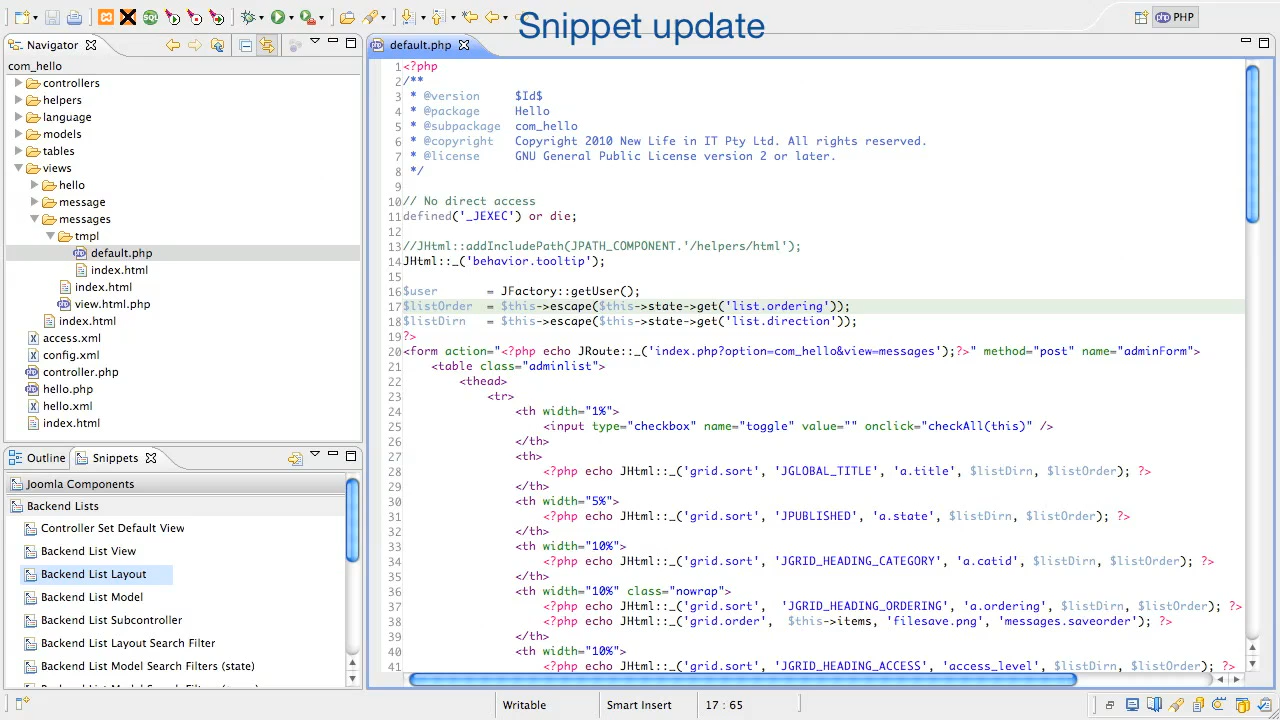 Snippet update
PHP
Navigator
com_hello
controllers
helpers
language
models
tables
views
hello
message
messages
tmpl
default.php
index.html
index.html
view.html.php
index.html
access.xml
config.xml
controller.php
hello.php
hello.xml
index.html
Outline
Snippets
Joomla Components
Backend Lists
Controller Set Default View
Backend List View
Backend List Layout
Backend List Model
Backend List Subcontroller
Backend List Layout Search Filter
Backend List Model Search Filters (state)
default.php
1 <?php
2 /**
3  * @version     $Id$
4  * @package     Hello
5  * @subpackage  com_hello
6  * @copyright   Copyright 2010 New Life in IT Pty Ltd. All rights reserved.
7  * @license     GNU General Public License version 2 or later.
8  */
9
10 // No direct access
11 defined('_JEXEC') or die;
12
13 //JHtml::addIncludePath(JPATH_COMPONENT.'/helpers/html');
14 JHtml::_('behavior.tooltip');
15
16 $user       = JFactory::getUser();
17 $listOrder  = $this->escape($this->state->get('list.ordering'));
18 $listDirn   = $this->escape($this->state->get('list.direction'));
19 ?>
20 <form action="<?php echo JRoute::_('index.php?option=com_hello&view=messages');?>" method="post" name="adminForm">
21     <table class="adminlist">
22         <thead>
23             <tr>
24                 <th width="1%">
25                     <input type="checkbox" name="toggle" value="" onclick="checkAll(this)" />
26                 </th>
27                 <th>
28                     <?php echo JHtml::_('grid.sort', 'JGLOBAL_TITLE', 'a.title', $listDirn, $listOrder); ?>
29                 </th>
30                 <th width="5%">
31                     <?php echo JHtml::_('grid.sort', 'JPUBLISHED', 'a.state', $listDirn, $listOrder); ?>
32                 </th>
33                 <th width="10%">
34                     <?php echo JHtml::_('grid.sort', 'JGRID_HEADING_CATEGORY', 'a.catid', $listDirn, $listOrder); ?>
35                 </th>
36                 <th width="10%" class="nowrap">
37                     <?php echo JHtml::_('grid.sort',  'JGRID_HEADING_ORDERING', 'a.ordering', $listDirn, $listOrder); ?>
38                     <?php echo JHtml::_('grid.order',  $this->items, 'filesave.png', 'messages.saveorder'); ?>
39                 </th>
40                 <th width="10%">
41                     <?php echo JHtml::_('grid.sort', 'JGRID_HEADING_ACCESS', 'access_level', $listDirn, $listOrder); ?>
Writable
Smart Insert
17 : 65